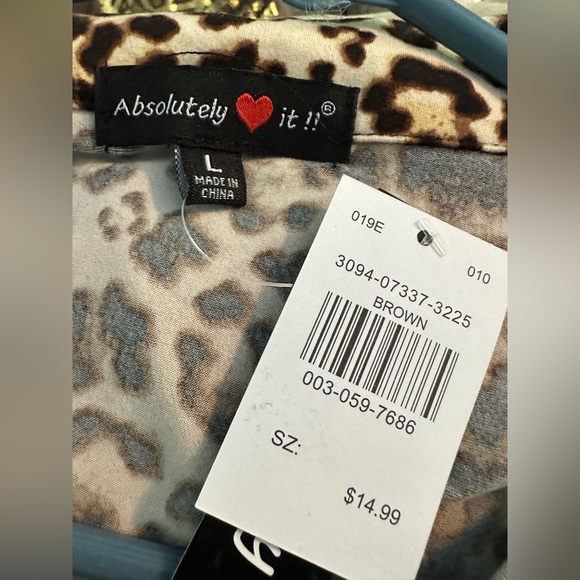 Absolutely ❤ it !! ®
L
MADE IN
CHINA
019E
010
3094-07337-3225
BROWN
003-059-7686
SZ:
$14.99